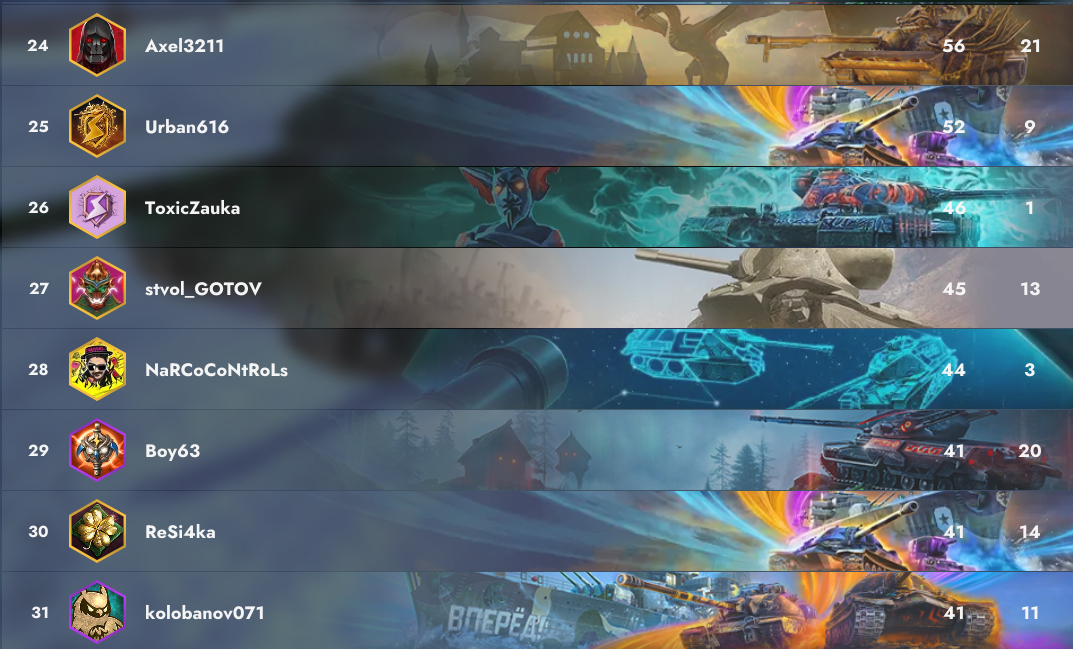 24 Axel3211 56 21
25 Urban616 52 9
26 ToxicZauka 46 1
27 stvol_GOTOV 45 13
28 NaRCoCoNtRoLs 44 3
29 Boy63 41 20
30 ReSi4ka 41 14
31 kolobanov071 41 11
ВПЕРЁД!